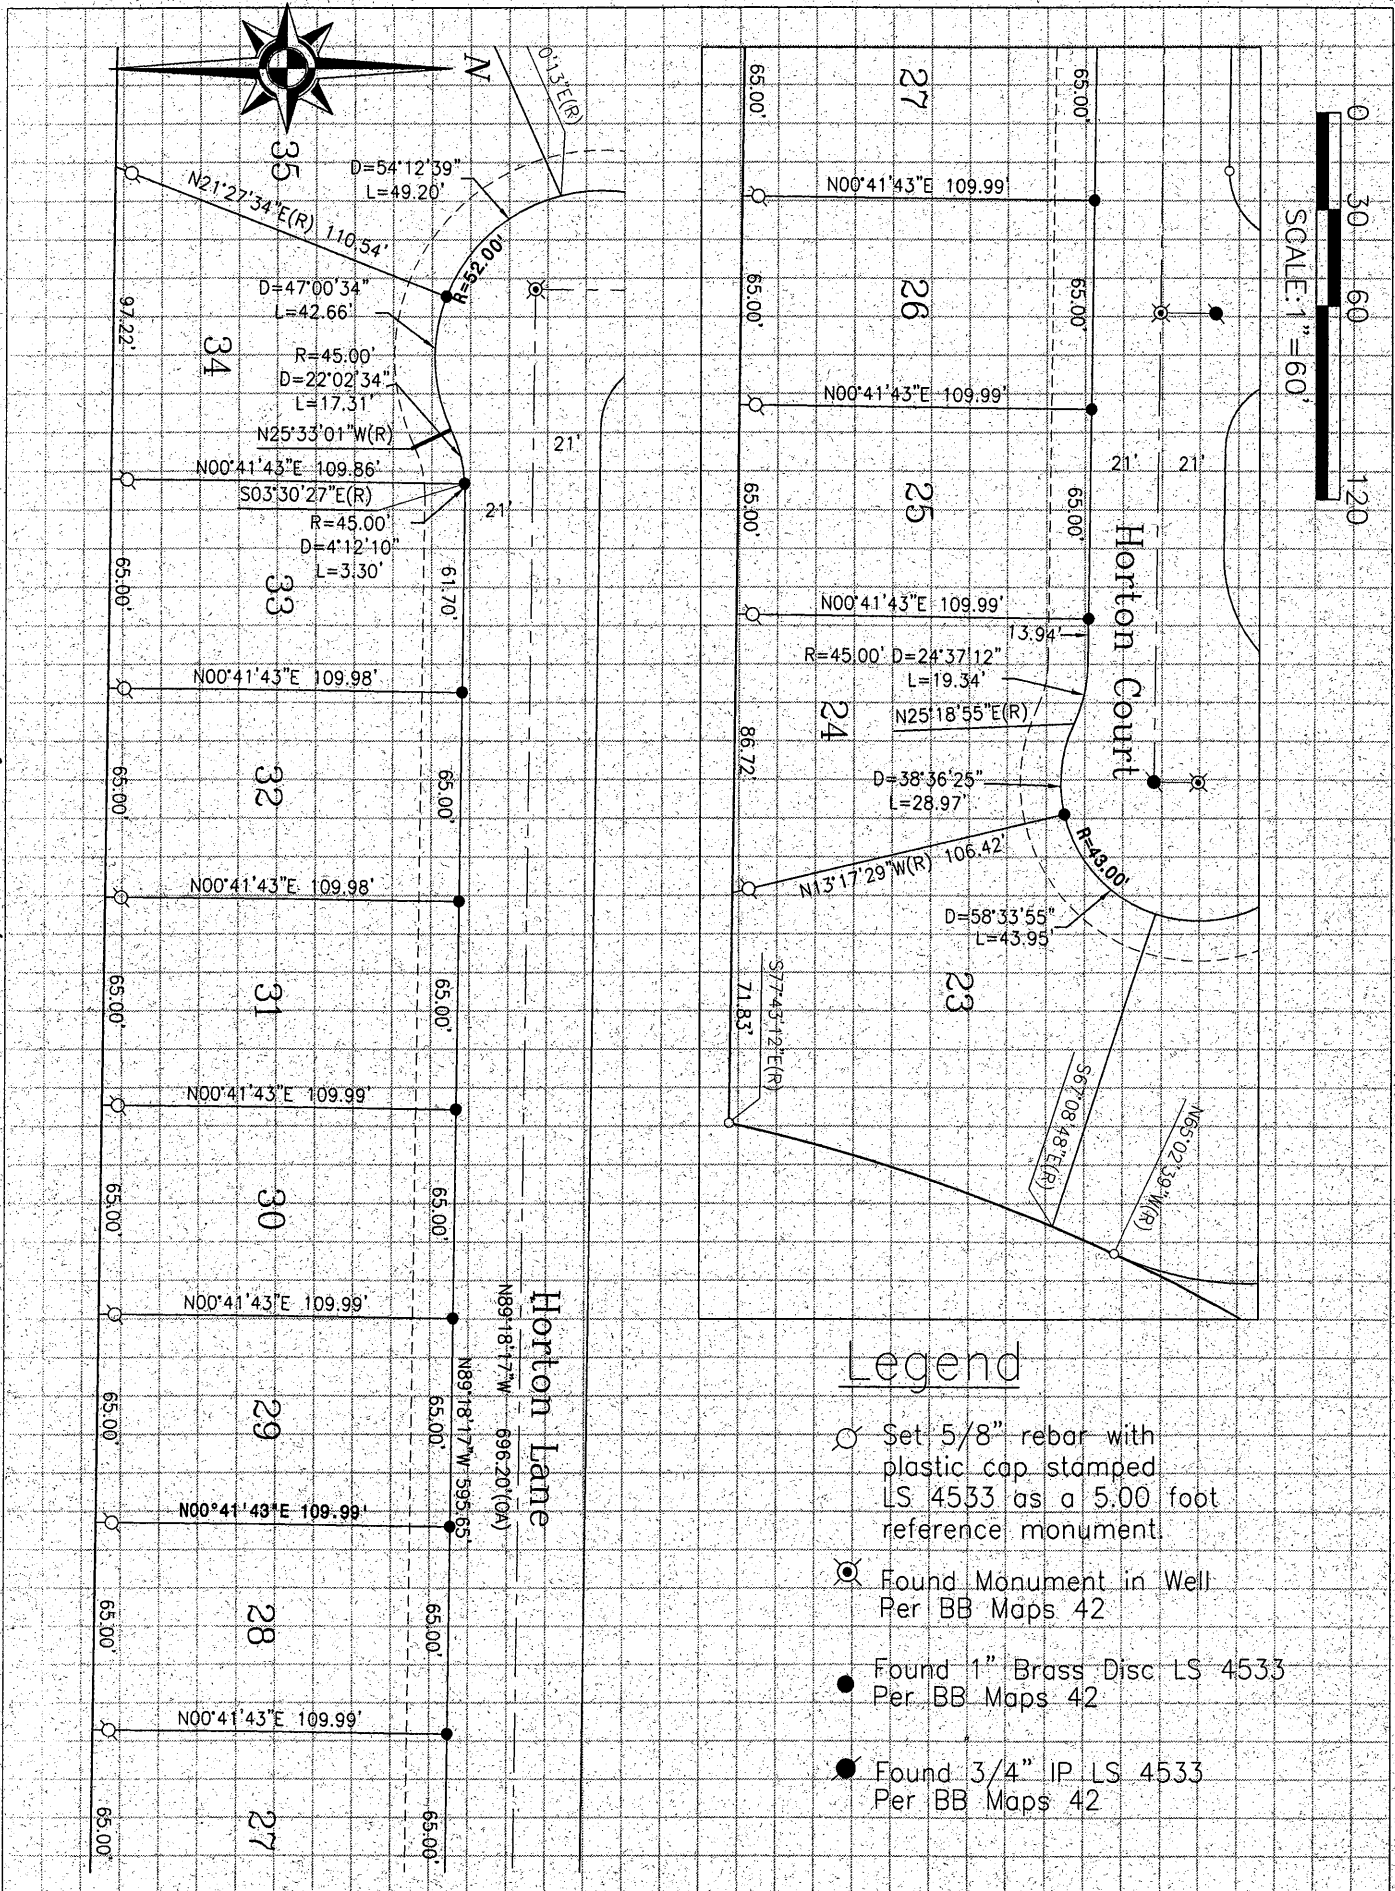 N
0'13"E(R)
35
D=54°12'39"
L=49.20'
N21°27'34"E(R) 110.54'
R=52.00'
D=47°00'34"
L=42.66'
97.22'
34
R=45.00'
D=22°02'34"
L=17.31'
N25°33'01"W(R)
21'
N00°41'43"E 109.86'
S03°30'27"E(R)
21'
R=45.00'
D=4°12'10"
L=3.30'
65.00'
33
61.70'
N00°41'43"E 109.98'
65.00'
32
65.00'
N00°41'43"E 109.98'
65.00'
31
65.00'
N00°41'43"E 109.99'
65.00'
30
65.00'
N00°41'43"E 109.99'
Horton Lane
N89°18'17"W 696.20'(OA)
N89°18'17"W 595.65'
65.00'
29
65.00'
N00°41'43"E 109.99'
65.00'
28
65.00'
N00°41'43"E 109.99'
65.00'
27
65.00'
65.00'
27
65.00'
N00°41'43"E 109.99'
65.00'
26
65.00'
N00°41'43"E 109.99'
65.00'
25
65.00'
21'
21'
Horton Court
N00°41'43"E 109.99'
13.94'
R=45.00' D=24°37'12"
L=19.34'
N25°18'55"E(R)
24
86.72'
D=38°36'25"
L=28.97'
N13°17'29"W(R) 106.42'
R=43.00'
D=58°33'55"
L=43.95'
23
S77°43'12"E(R)
71.83'
S67°08'48"E(R)
N65°02'39"W(R)
0 30 60 120
SCALE: 1"=60'
Legend
Set 5/8" rebar with
plastic cap stamped
LS 4533 as a 5.00 foot
reference monument.
Found Monument in Well
Per BB Maps 42
Found 1" Brass Disc LS 4533
Per BB Maps 42
Found 3/4" IP LS 4533
Per BB Maps 42